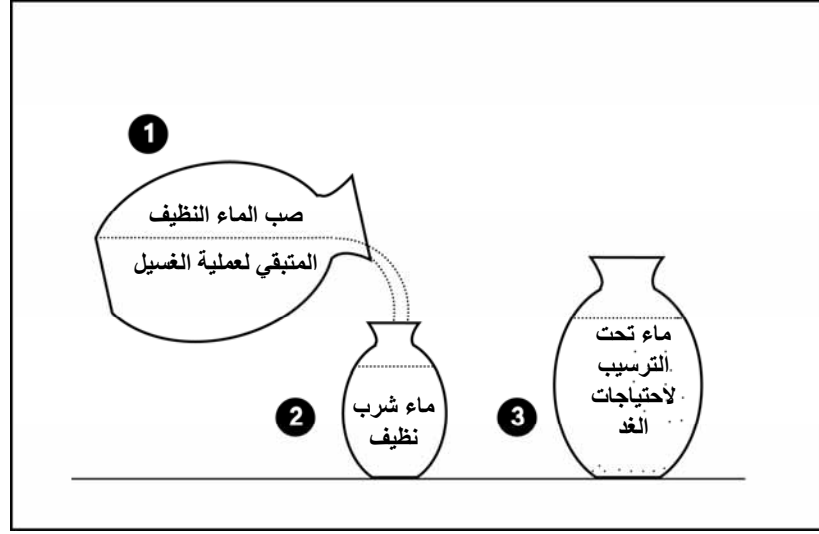 1
صب الماء النظيف
المتبقي لعملية الغسيل
2
ماء شرب
نظيف
3
ماء تحت
الترسيب
لاحتياجات
الغد